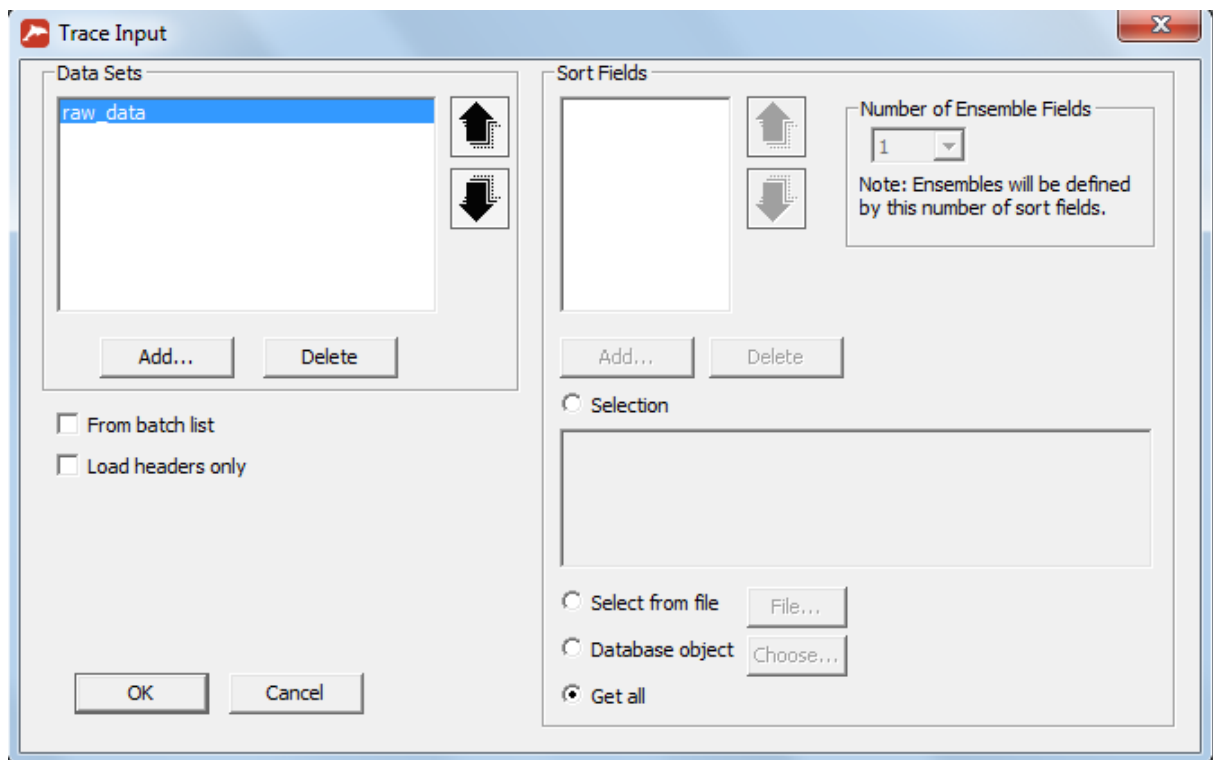 Trace Input
Data Sets
raw_data
Add...
Delete
From batch list
Load headers only
OK
Cancel
Sort Fields
Number of Ensemble Fields
1
Note: Ensembles will be defined
by this number of sort fields.
Add...
Delete
Selection
Select from file
File...
Database object
Choose...
Get all